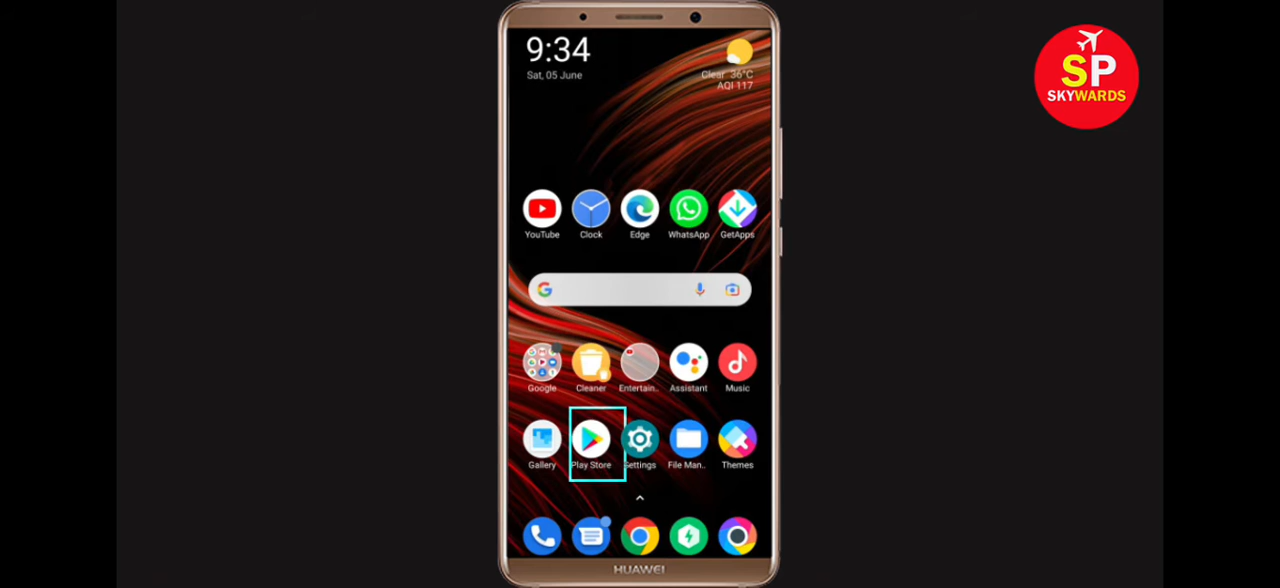 9:34
Sat, 05 June
Clear 36°C
AQI 117
SP
SKYWARDS
YouTube
Clock
Edge
WhatsApp
GetApps
Google
Cleaner
Entertain..
Assistant
Music
Gallery
Play Store
Settings
File Man..
Themes
HUAWEI